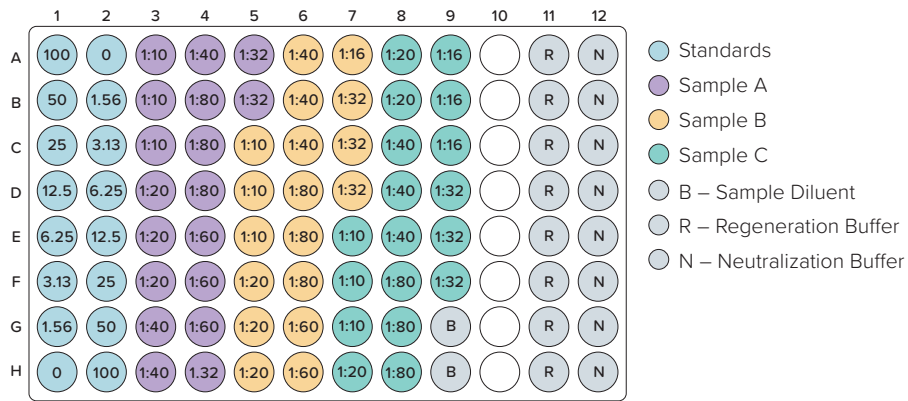 1 2 3 4 5 6 7 8 9 10 11 12
A 100 0 1:10 1:40 1:32 1:40 1:16 1:20 1:16 R N
B 50 1.56 1:10 1:80 1:32 1:40 1:32 1:20 1:16 R N
C 25 3.13 1:10 1:80 1:10 1:40 1:32 1:40 1:16 R N
D 12.5 6.25 1:20 1:80 1:10 1:80 1:32 1:40 1:32 R N
E 6.25 12.5 1:20 1:60 1:10 1:80 1:10 1:40 1:32 R N
F 3.13 25 1:20 1:60 1:20 1:80 1:10 1:80 1:32 R N
G 1.56 50 1:40 1:60 1:20 1:60 1:10 1:80 B R N
H 0 100 1:40 1.32 1:20 1:60 1:20 1:80 B R N
Standards
Sample A
Sample B
Sample C
B – Sample Diluent
R – Regeneration Buffer
N – Neutralization Buffer